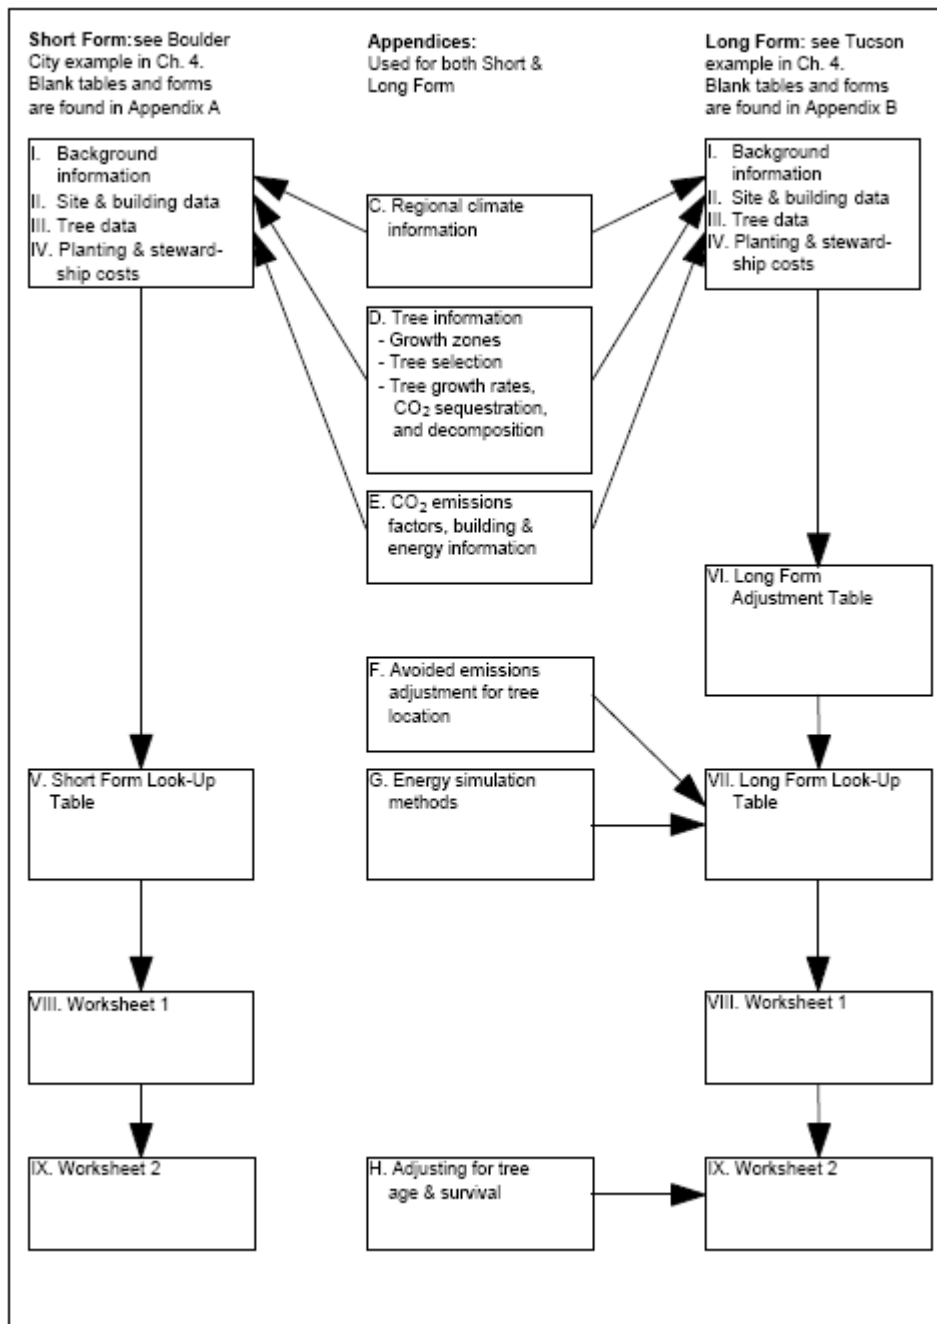 Short Form: see Boulder
City example in Ch. 4.
Blank tables and forms
are found in Appendix A
Appendices:
Used for both Short &
Long Form
Long Form: see Tucson
example in Ch. 4.
Blank tables and forms
are found in Appendix B
I. Background
information
II. Site & building data
III. Tree data
IV. Planting & steward-
ship costs
C. Regional climate
information
I. Background
information
II. Site & building data
III. Tree data
IV. Planting & steward-
ship costs
D. Tree information
- Growth zones
- Tree selection
- Tree growth rates,
CO2 sequestration,
and decomposition
E. CO2 emissions
factors, building &
energy information
VI. Long Form
Adjustment Table
F. Avoided emissions
adjustment for tree
location
V. Short Form Look-Up
Table
G. Energy simulation
methods
VII. Long Form Look-Up
Table
VIII. Worksheet 1
VIII. Worksheet 1
IX. Worksheet 2
H. Adjusting for tree
age & survival
IX. Worksheet 2